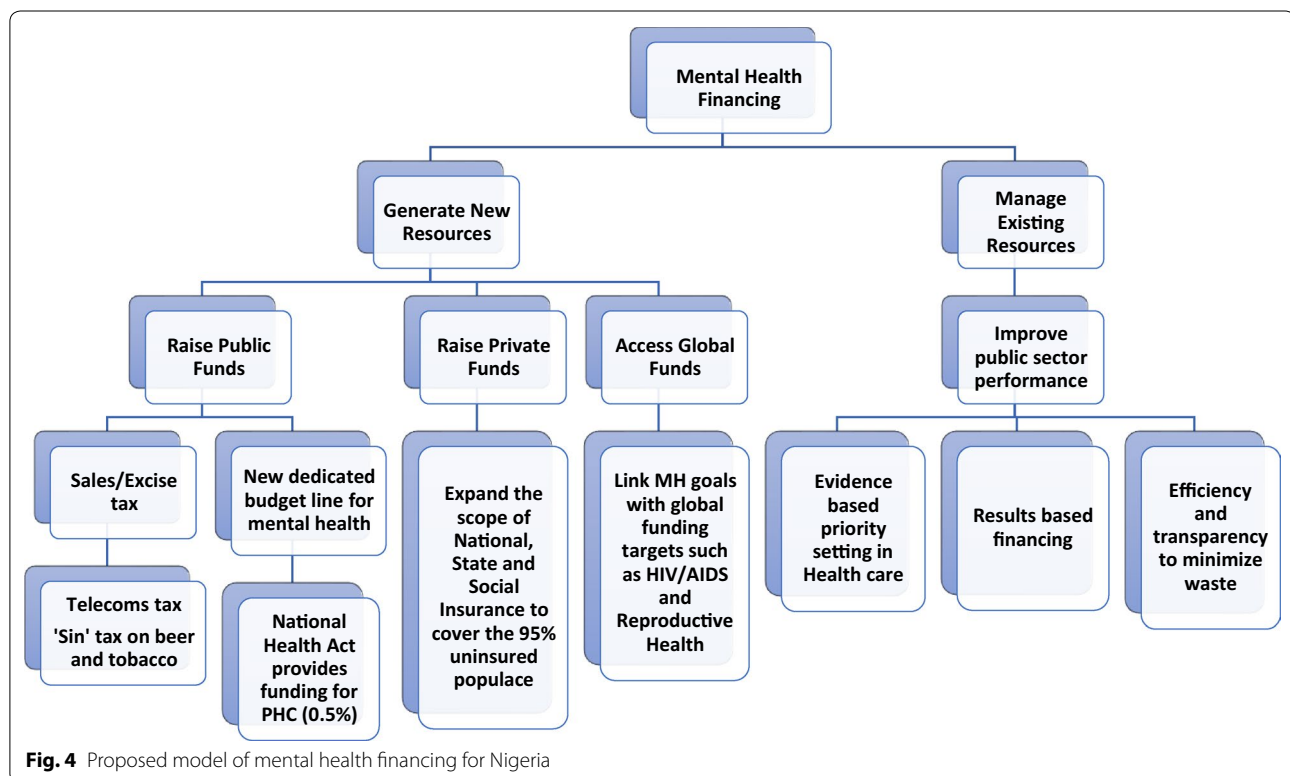 Mental Health
Financing
Generate New
Resources
Manage
Existing
Resources
Raise Public
Funds
Raise Private
Funds
Access Global
Funds
Improve
public sector
performance
Sales/Excise
tax
New dedicated
budget line for
mental health
Expand the
scope of
National,
State and
Social
Insurance to
cover the 95%
uninsured
populace
Link MH goals
with global
funding
targets such
as HIV/AIDS
and
Reproductive
Health
Evidence
based
priority
setting in
Health care
Results based
financing
Efficiency
and
transparency
to minimize
waste
Telecoms tax
'Sin' tax on beer
and tobacco
National
Health Act
provides
funding for
PHC (0.5%)
Fig. 4 Proposed model of mental health financing for Nigeria